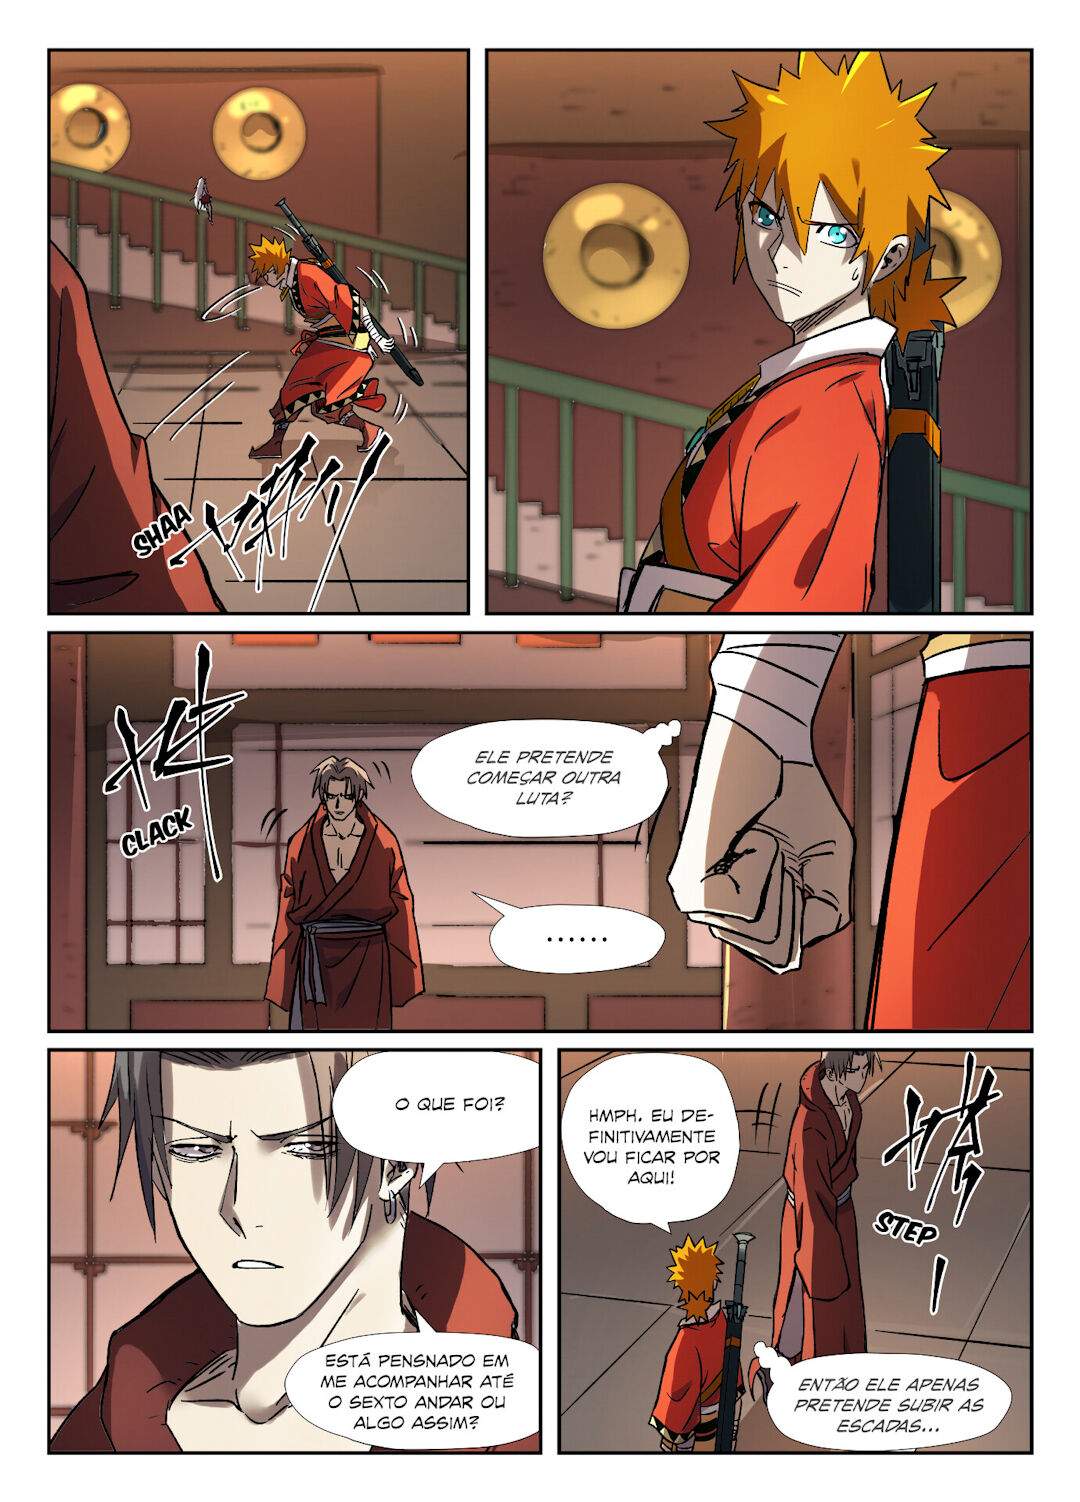 SHAA
CLACK
ELE PRETENDE
COMEÇAR OUTRA
LUTA?
......
O QUE FOI?
ESTÁ PENSNADO EM
ME ACOMPANHAR ATÉ
O SEXTO ANDAR OU
ALGO ASSIM?
HMPH. EU DE-
FINITIVAMENTE
VOU FICAR POR
AQUI!
STEP
ENTÃO ELE APENAS
PRETENDE SUBIR AS
ESCADAS...